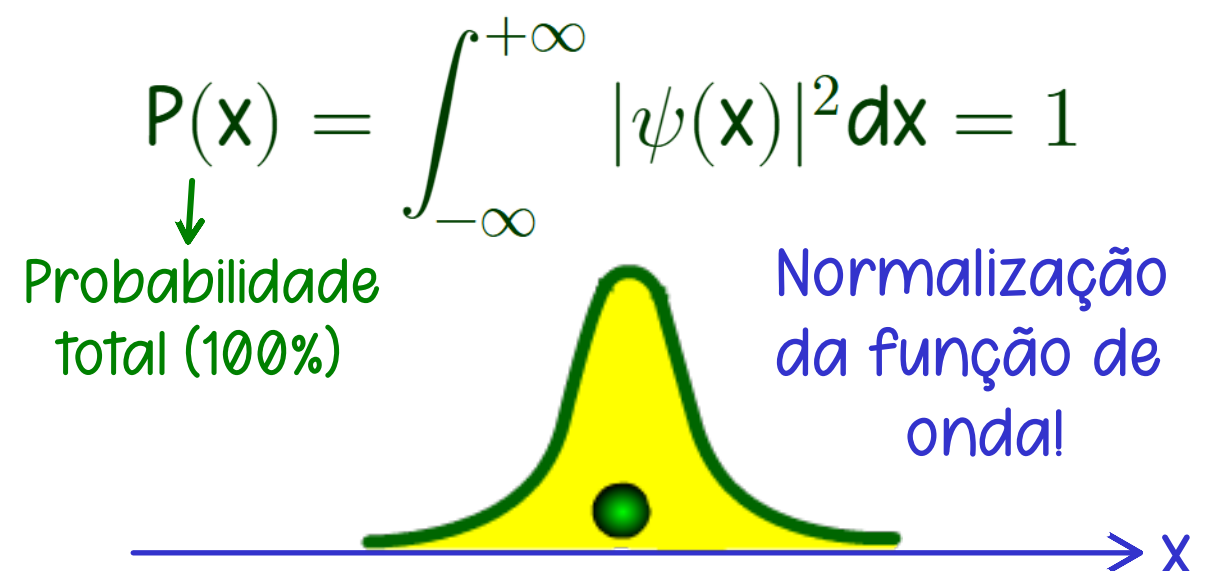 P(x) = ∫_{-∞}^{+∞} |ψ(x)|²dx = 1
Probabilidade
total (100%)
Normalização
da função de
onda!
x